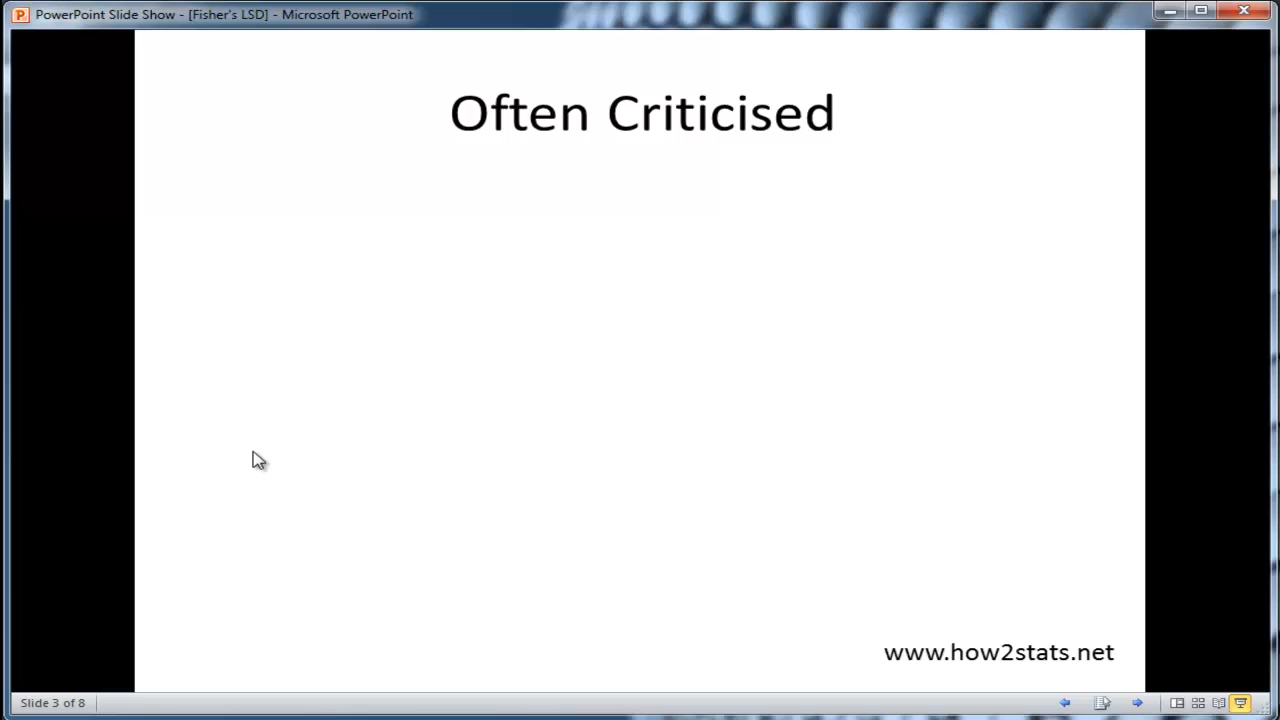 PowerPoint Slide Show - [Fisher's LSD] - Microsoft PowerPoint
Often Criticised
www.how2stats.net
Slide 3 of 8